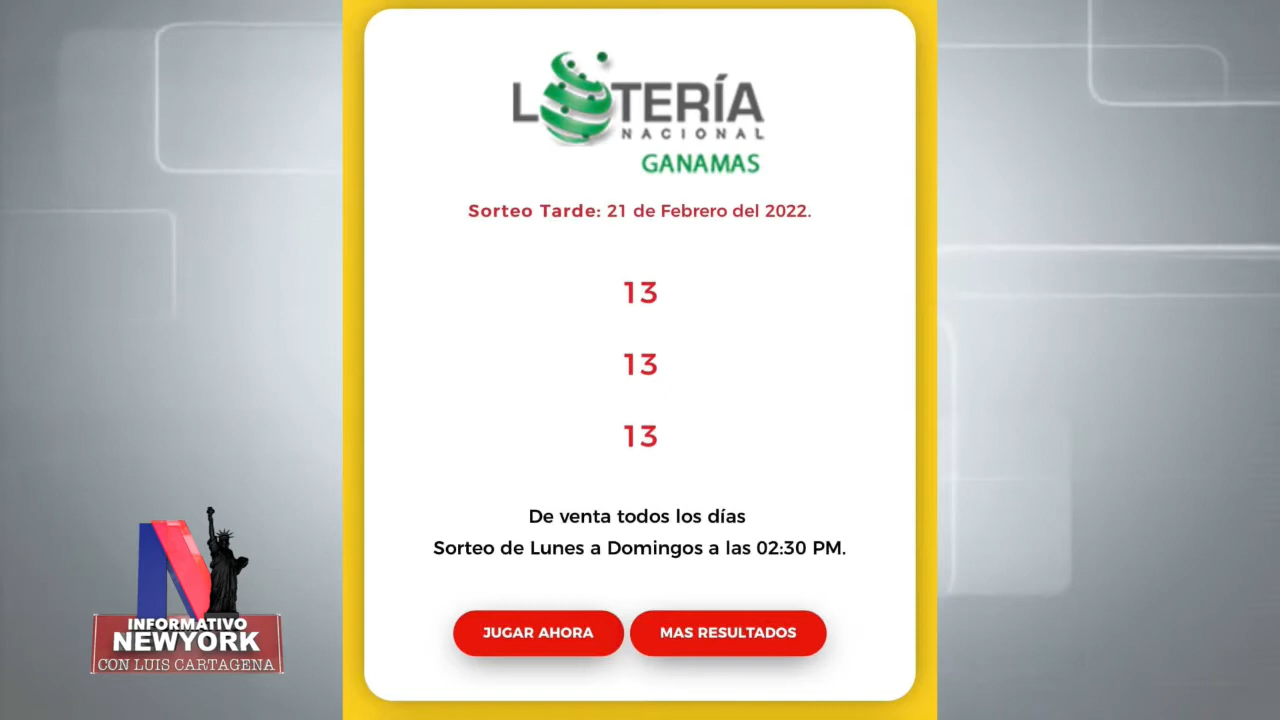 LOTERÍA
NACIONAL
GANAMAS
Sorteo Tarde: 21 de Febrero del 2022.
13
13
13
De venta todos los días
Sorteo de Lunes a Domingos a las 02:30 PM.
JUGAR AHORA MAS RESULTADOS
N
INFORMATIVO
NEWYORK
CON LUIS CARTAGENA